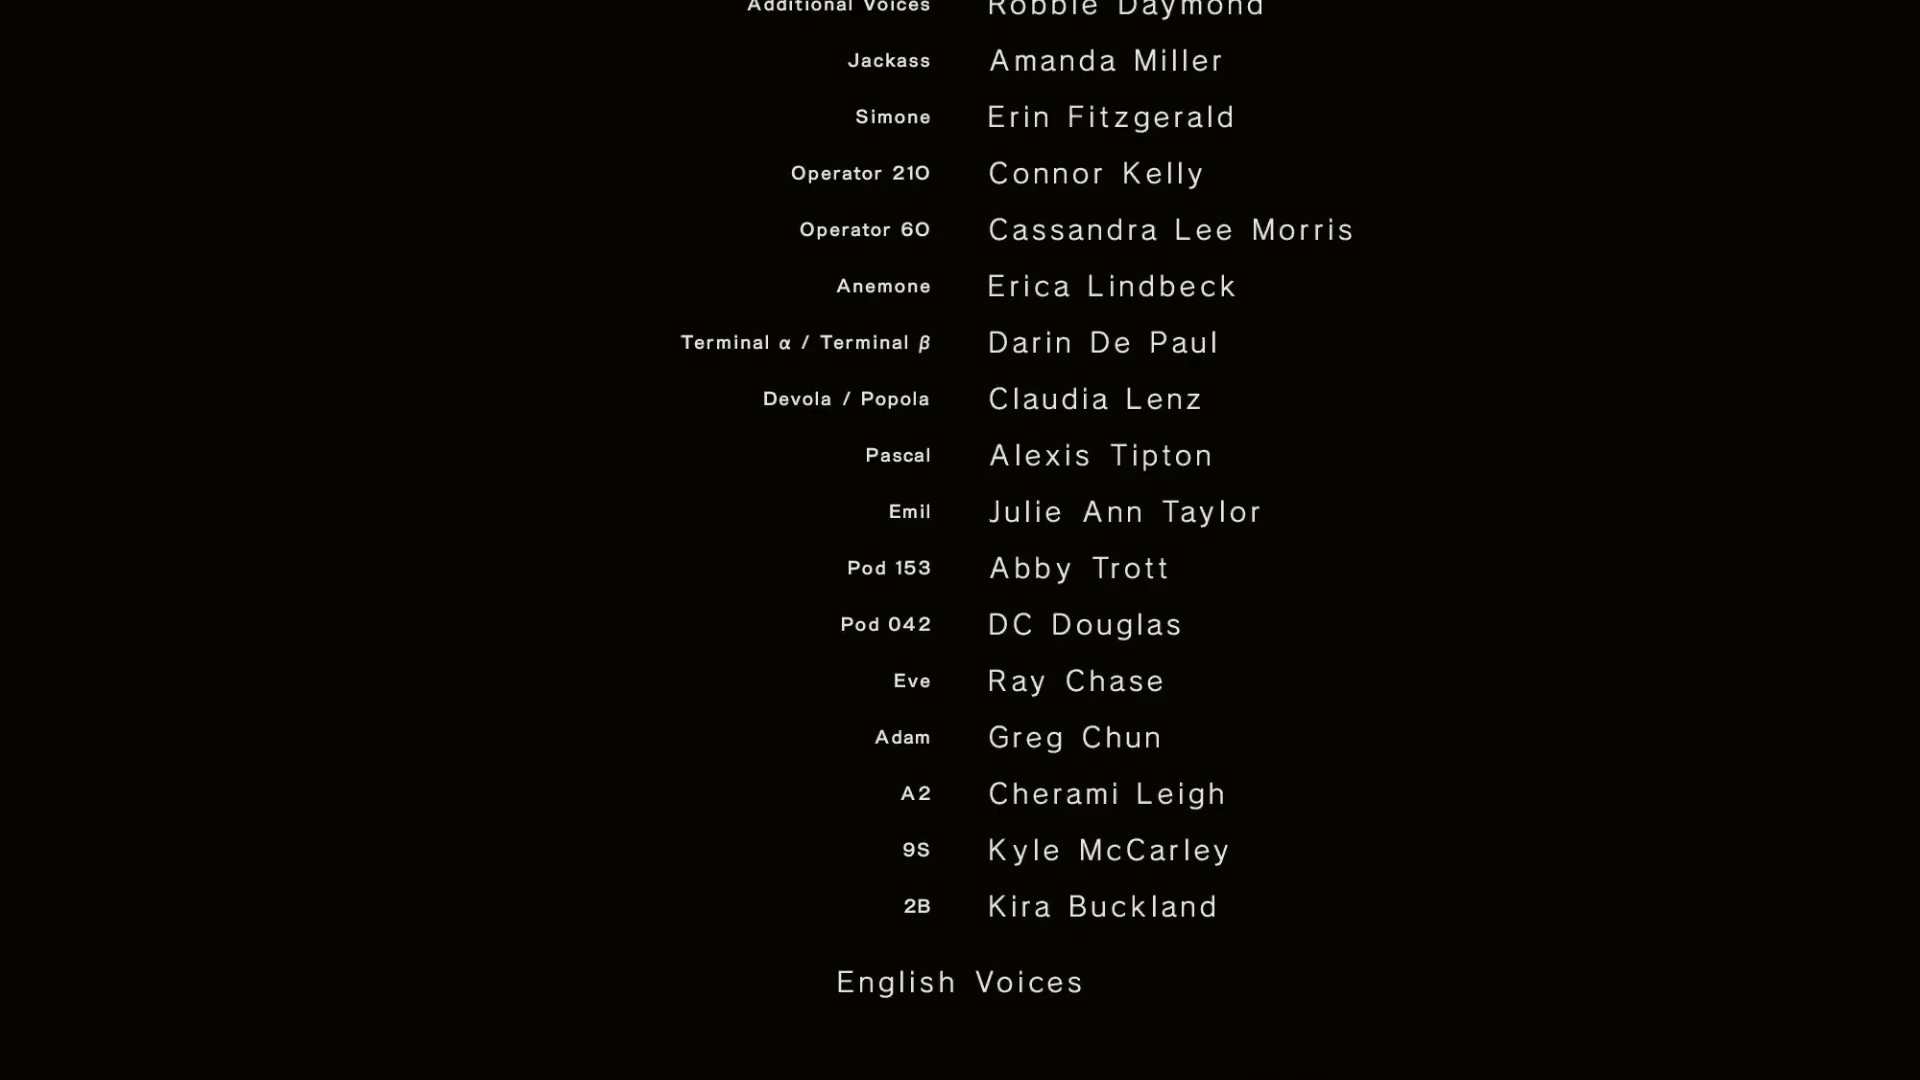 Additional Voices Robbie Daymond
Jackass Amanda Miller
Simone Erin Fitzgerald
Operator 21O Connor Kelly
Operator 6O Cassandra Lee Morris
Anemone Erica Lindbeck
Terminal α / Terminal β Darin De Paul
Devola / Popola Claudia Lenz
Pascal Alexis Tipton
Emil Julie Ann Taylor
Pod 153 Abby Trott
Pod 042 DC Douglas
Eve Ray Chase
Adam Greg Chun
A2 Cherami Leigh
9S Kyle McCarley
2B Kira Buckland
English Voices